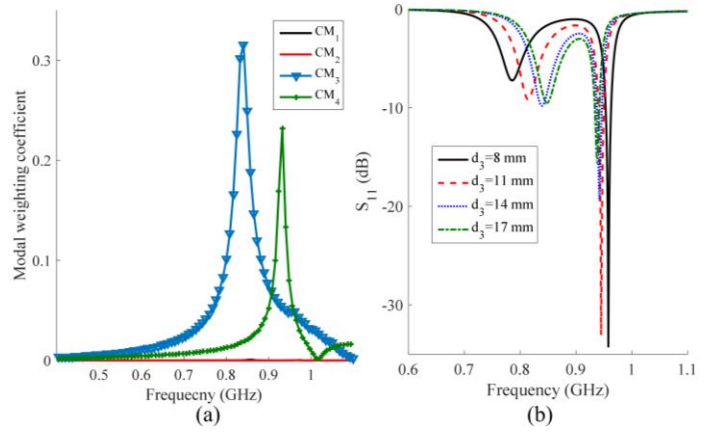 0.3
0.2
0.1
0
Modal weighting coefficient
CM₁
CM₂
CM₃
CM₄
0.5 0.6 0.7 0.8 0.9 1
Frequecny (GHz)
(a)
0
-10
-20
-30
S₁₁ (dB)
d₃=8 mm
d₃=11 mm
d₃=14 mm
d₃=17 mm
0.6 0.7 0.8 0.9 1 1.1
Frequency (GHz)
(b)